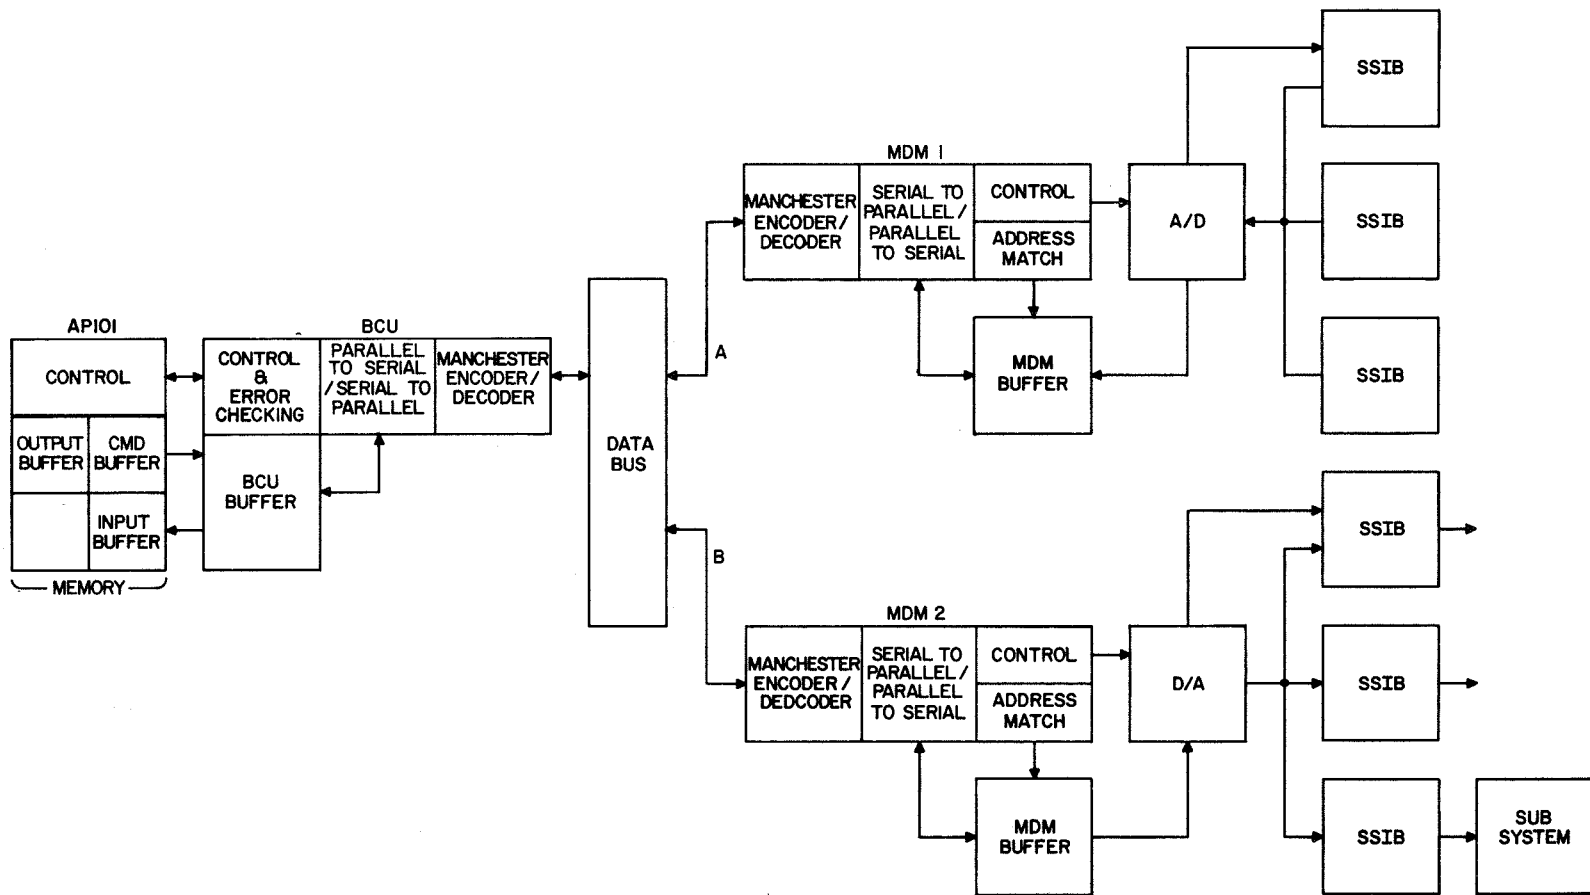 AP101
CONTROL
OUTPUT
BUFFER
CMD
BUFFER
INPUT
BUFFER
MEMORY
BCU
CONTROL
&
ERROR
CHECKING
PARALLEL
TO SERIAL
/SERIAL TO
PARALLEL
MANCHESTER
ENCODER/
DECODER
BCU
BUFFER
DATA
BUS
A
B
MDM 1
MANCHESTER
ENCODER/
DECODER
SERIAL TO
PARALLEL/
PARALLEL
TO SERIAL
CONTROL
ADDRESS
MATCH
MDM
BUFFER
A/D
SSIB
SSIB
SSIB
MDM 2
MANCHESTER
ENCODER/
DEDCODER
SERIAL TO
PARALLEL/
PARALLEL
TO SERIAL
CONTROL
ADDRESS
MATCH
MDM
BUFFER
D/A
SSIB
SSIB
SSIB
SUB
SYSTEM